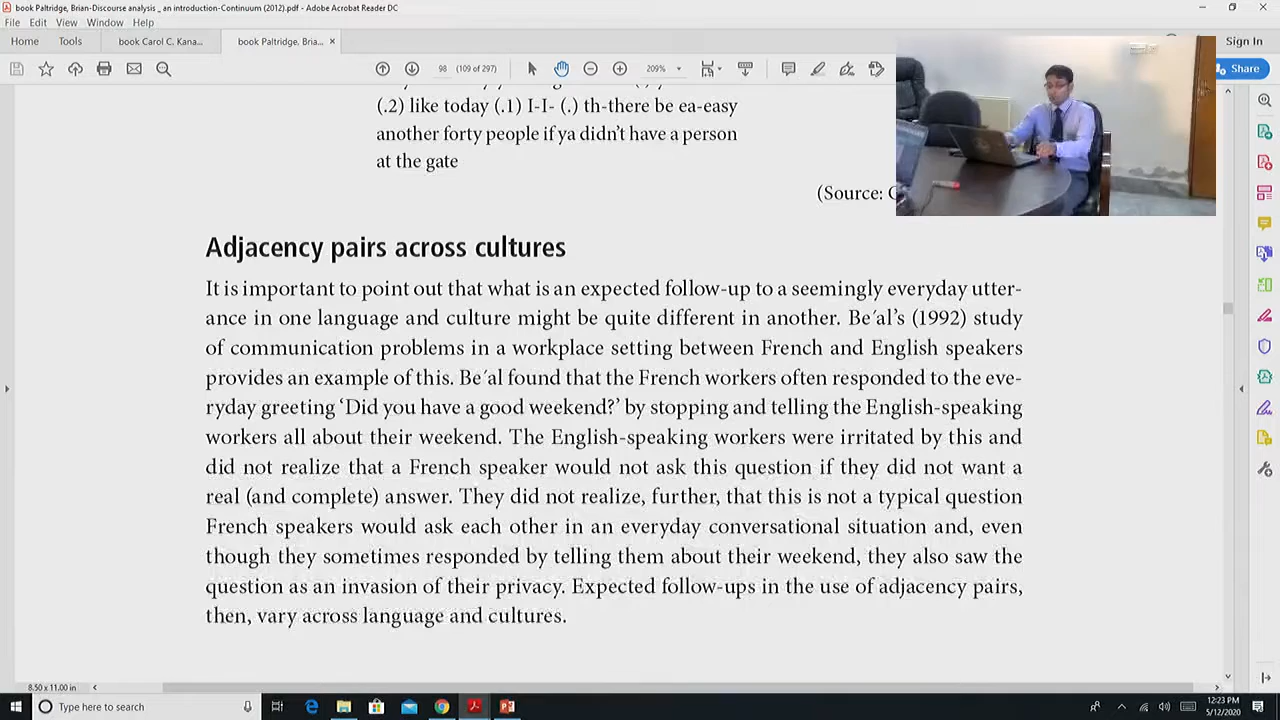 book Paltridge, Brian-Discourse analysis _ an introduction-Continuum (2012).pdf - Adobe Acrobat Reader DC
File Edit View Window Help
Home Tools book Carol C. Kana... book Paltridge, Bria... × Sign In
98 (109 of 297) 209% Share
(.2) like today (.1) I-I- (.) th-there be ea-easy
another forty people if ya didn't have a person
at the gate
(Source:
Adjacency pairs across cultures
It is important to point out that what is an expected follow-up to a seemingly everyday utter-
ance in one language and culture might be quite different in another. Be´al's (1992) study
of communication problems in a workplace setting between French and English speakers
provides an example of this. Be´al found that the French workers often responded to the eve-
ryday greeting 'Did you have a good weekend?' by stopping and telling the English-speaking
workers all about their weekend. The English-speaking workers were irritated by this and
did not realize that a French speaker would not ask this question if they did not want a
real (and complete) answer. They did not realize, further, that this is not a typical question
French speakers would ask each other in an everyday conversational situation and, even
though they sometimes responded by telling them about their weekend, they also saw the
question as an invasion of their privacy. Expected follow-ups in the use of adjacency pairs,
then, vary across language and cultures.
8.50 x 11.00 in
Type here to search
12:23 PM
5/12/2020